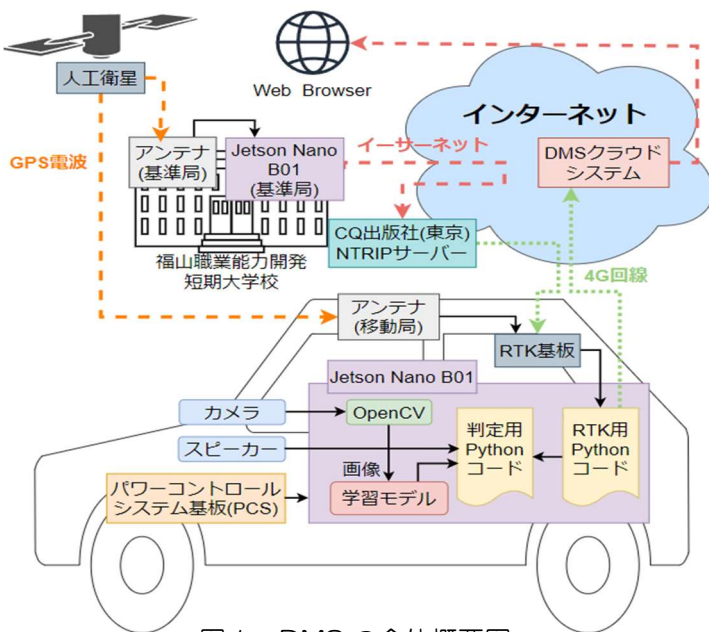 人工衛星
Web Browser
インターネット
GPS電波
アンテナ
(基準局)
Jetson Nano
B01
(基準局)
イーサーネット
DMSクラウド
システム
CQ出版社(東京)
NTRIPサーバー
福山職業能力開発
短期大学校
4G回線
アンテナ
(移動局)
RTK基板
Jetson Nano B01
カメラ
OpenCV
スピーカー
判定用
Python
コード
RTK用
Python
コード
画像
学習モデル
パワーコントロール
システム基板(PCS)